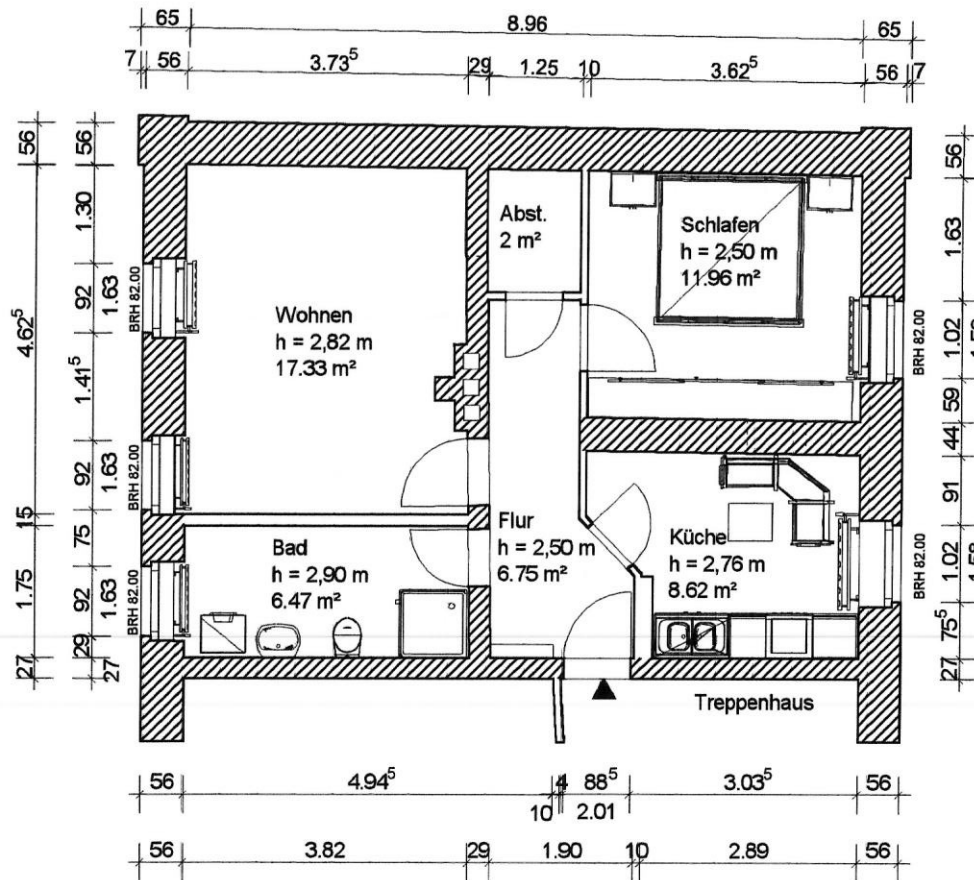 65 8.96 65
7 56 3.73⁵ 29 1.25 10 3.62⁵ 56 7
56 4.62⁵ 15 1.75 27
56 1.30 92 1.41⁵ 92 75 92 29 27
1.63
BRH 82.00
1.63
BRH 82.00
1.63
BRH 82.00
Wohnen
h = 2,82 m
17.33 m²
Abst.
2 m²
Schlafen
h = 2,50 m
11.96 m²
Bad
h = 2,90 m
6.47 m²
Flur
h = 2,50 m
6.75 m²
Küche
h = 2,76 m
8.62 m²
Treppenhaus
BRH 82.00
BRH 82.00
56 1.63 1.02 59 44 91 1.02 75⁵ 27
56 4.94⁵ 4 88⁵ 3.03⁵ 56
10 2.01
56 3.82 29 1.90 10 2.89 56